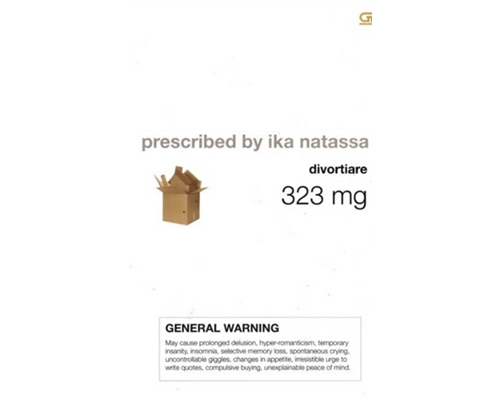 G
prescribed by ika natassa
divortiare
323 mg
GENERAL WARNING
May cause prolonged delusion, hyper-romanticism, temporary
insanity, insomnia, selective memory loss, spontaneous crying,
uncontrollable giggles, changes in appetite, irresistible urge to
write quotes, compulsive buying, unexplainable peace of mind.